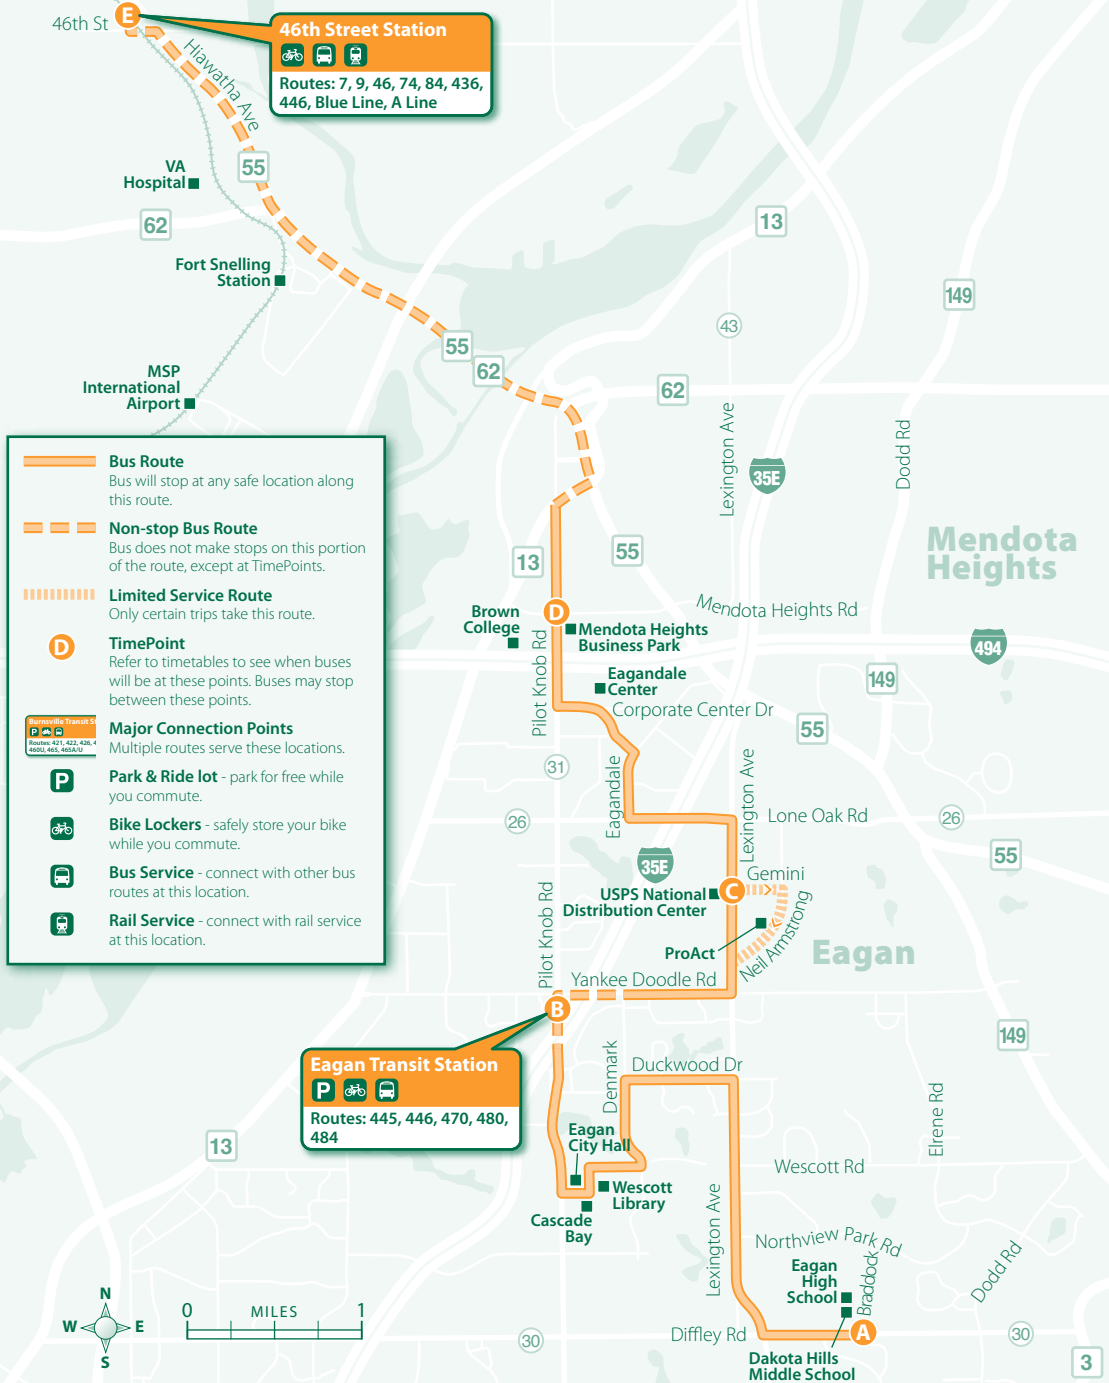 46th St
E
46th Street Station
Routes: 7, 9, 46, 74, 84, 436,
446, Blue Line, A Line
Hiawatha Ave
55
VA
Hospital
62
13
Fort Snelling
Station
149
43
55
62
62
MSP
International
Airport
Lexington Ave
Dodd Rd
35E
Bus Route
Bus will stop at any safe location along
this route.
Non-stop Bus Route
Bus does not make stops on this portion
of the route, except at TimePoints.
Limited Service Route
Only certain trips take this route.
D
TimePoint
Refer to timetables to see when buses
will be at these points. Buses may stop
between these points.
Burnsville Transit St
P
Routes: 421, 422, 426, 4
460U, 465, 465A/U
Major Connection Points
Multiple routes serve these locations.
P
Park & Ride lot - park for free while
you commute.
Bike Lockers - safely store your bike
while you commute.
Bus Service - connect with other bus
routes at this location.
Rail Service - connect with rail service
at this location.
Mendota
Heights
13
55
Brown
College
D
Mendota Heights Rd
Mendota Heights
Business Park
494
Pilot Knob Rd
Eagandale
Center
149
Corporate Center Dr
55
31
Eagandale
Lexington Ave
26
Lone Oak Rd
26
55
35E
Gemini
USPS National
Distribution Center
C
ProAct
Neil Armstrong
Eagan
Pilot Knob Rd
Yankee Doodle Rd
B
149
Eagan Transit Station
P
Routes: 445, 446, 470, 480,
484
Denmark
Duckwood Dr
Elrene Rd
13
Eagan
City Hall
Wescott Rd
Wescott
Library
Cascade
Bay
Lexington Ave
Northview Park Rd
Eagan
High
School
Braddock
Dodd Rd
N
W
E
S
0
MILES
1
30
Diffley Rd
A
30
Dakota Hills
Middle School
3